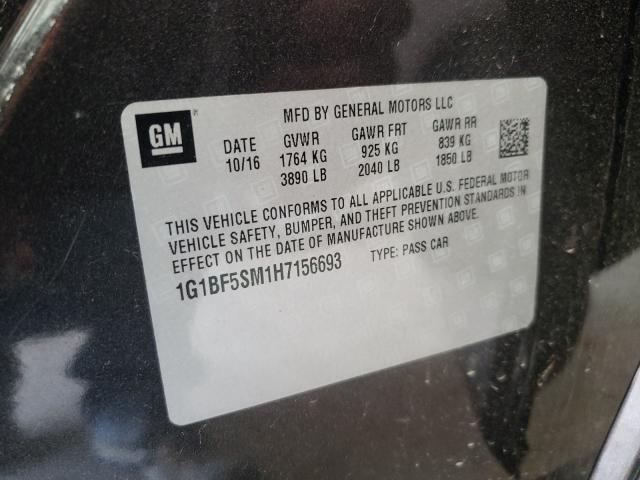 GM
MFD BY GENERAL MOTORS LLC
DATE GVWR GAWR FRT GAWR RR
10/16 1764 KG 925 KG 839 KG
3890 LB 2040 LB 1850 LB
THIS VEHICLE CONFORMS TO ALL APPLICABLE U.S. FEDERAL MOTOR
VEHICLE SAFETY, BUMPER, AND THEFT PREVENTION STANDARDS IN
EFFECT ON THE DATE OF MANUFACTURE SHOWN ABOVE.
1G1BF5SM1H7156693 TYPE: PASS CAR